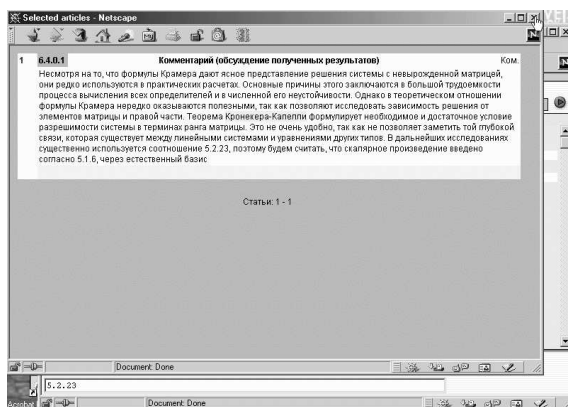 Selected articles - Netscape
1 6.4.0.1 Комментарий (обсуждение полученных результатов) Ком.
Несмотря на то, что формулы Крамера дают ясное представление решения системы с невырожденной матрицей,
они редко используются в практических расчетах. Основные причины этого заключаются в большой трудоемкости
процесса вычисления всех определителей и в численной его неустойчивости. Однако в теоретическом отношении
формулы Крамера нередко оказываются полезными, так как позволяют исследовать зависимость решения от
элементов матрицы и правой части. Теорема Кронекера-Капелли формулирует необходимое и достаточное условие
разрешимости системы в терминах ранга матрицы. Это не очень удобно, так как не позволяет заметить той глубокой
связи, которая существует между линейными системами и уравнениями других типов. В дальнейших исследованиях
существенно используется соотношение 5.2.23, поэтому будем считать, что скалярное произведение введено
согласно 5.1.6, через естественный базис
Статьи: 1 - 1
Document: Done
5.2.23
Acrobat
Document: Done